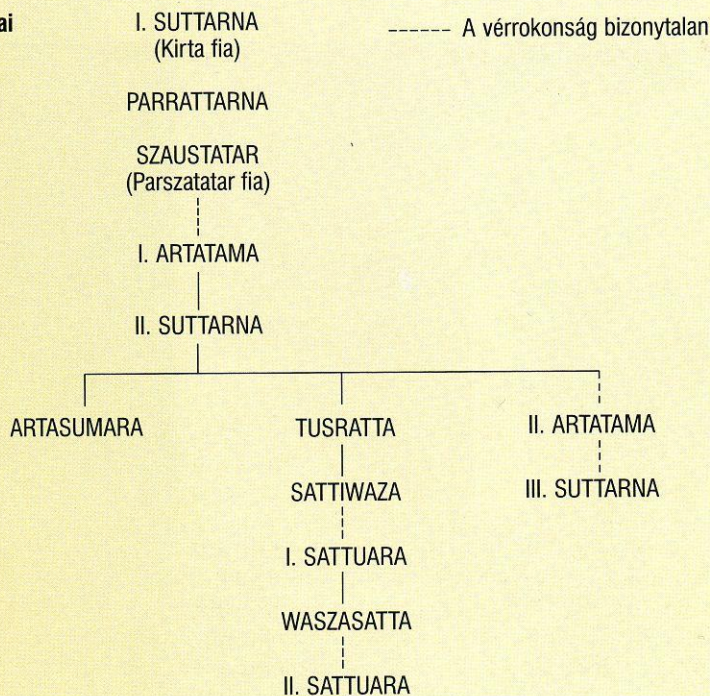 ai
I. SUTTARNA
(Kirta fia)
A vérrokonság bizonytalan
PARRATTARNA
SZAUSTATAR
(Parszatatar fia)
I. ARTATAMA
II. SUTTARNA
ARTASUMARA TUSRATTA II. ARTATAMA
SATTIWAZA III. SUTTARNA
I. SATTUARA
WASZASATTA
II. SATTUARA